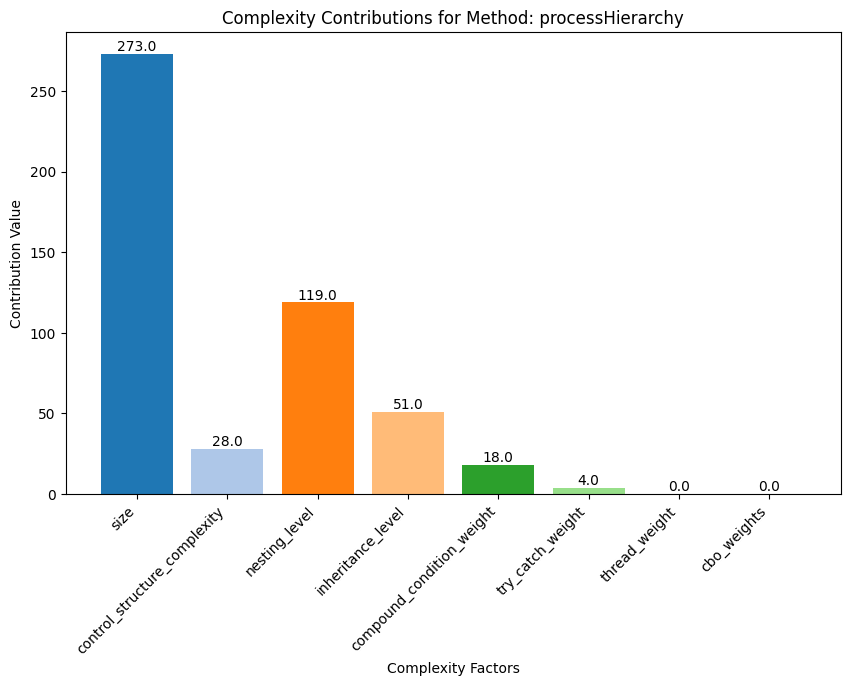 Complexity Contributions for Method: processHierarchy
Contribution Value
250
200
150
100
50
0
273.0
28.0
119.0
51.0
18.0
4.0
0.0
0.0
size
control_structure_complexity
nesting_level
inheritance_level
compound_condition_weight
try_catch_weight
thread_weight
cbo_weights
Complexity Factors